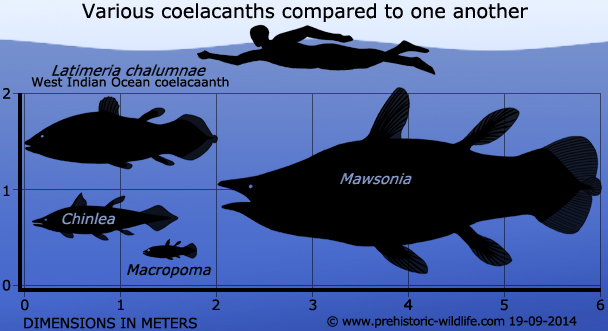 Various coelacanths compared to one another
Latimeria chalumnae
West Indian Ocean coelacaanth
2
Mawsonia
1
Chinlea
Macropoma
0
0 1 2 3 4 5 6
DIMENSIONS IN METERS
© www.prehistoric-wildlife.com 19-09-2014